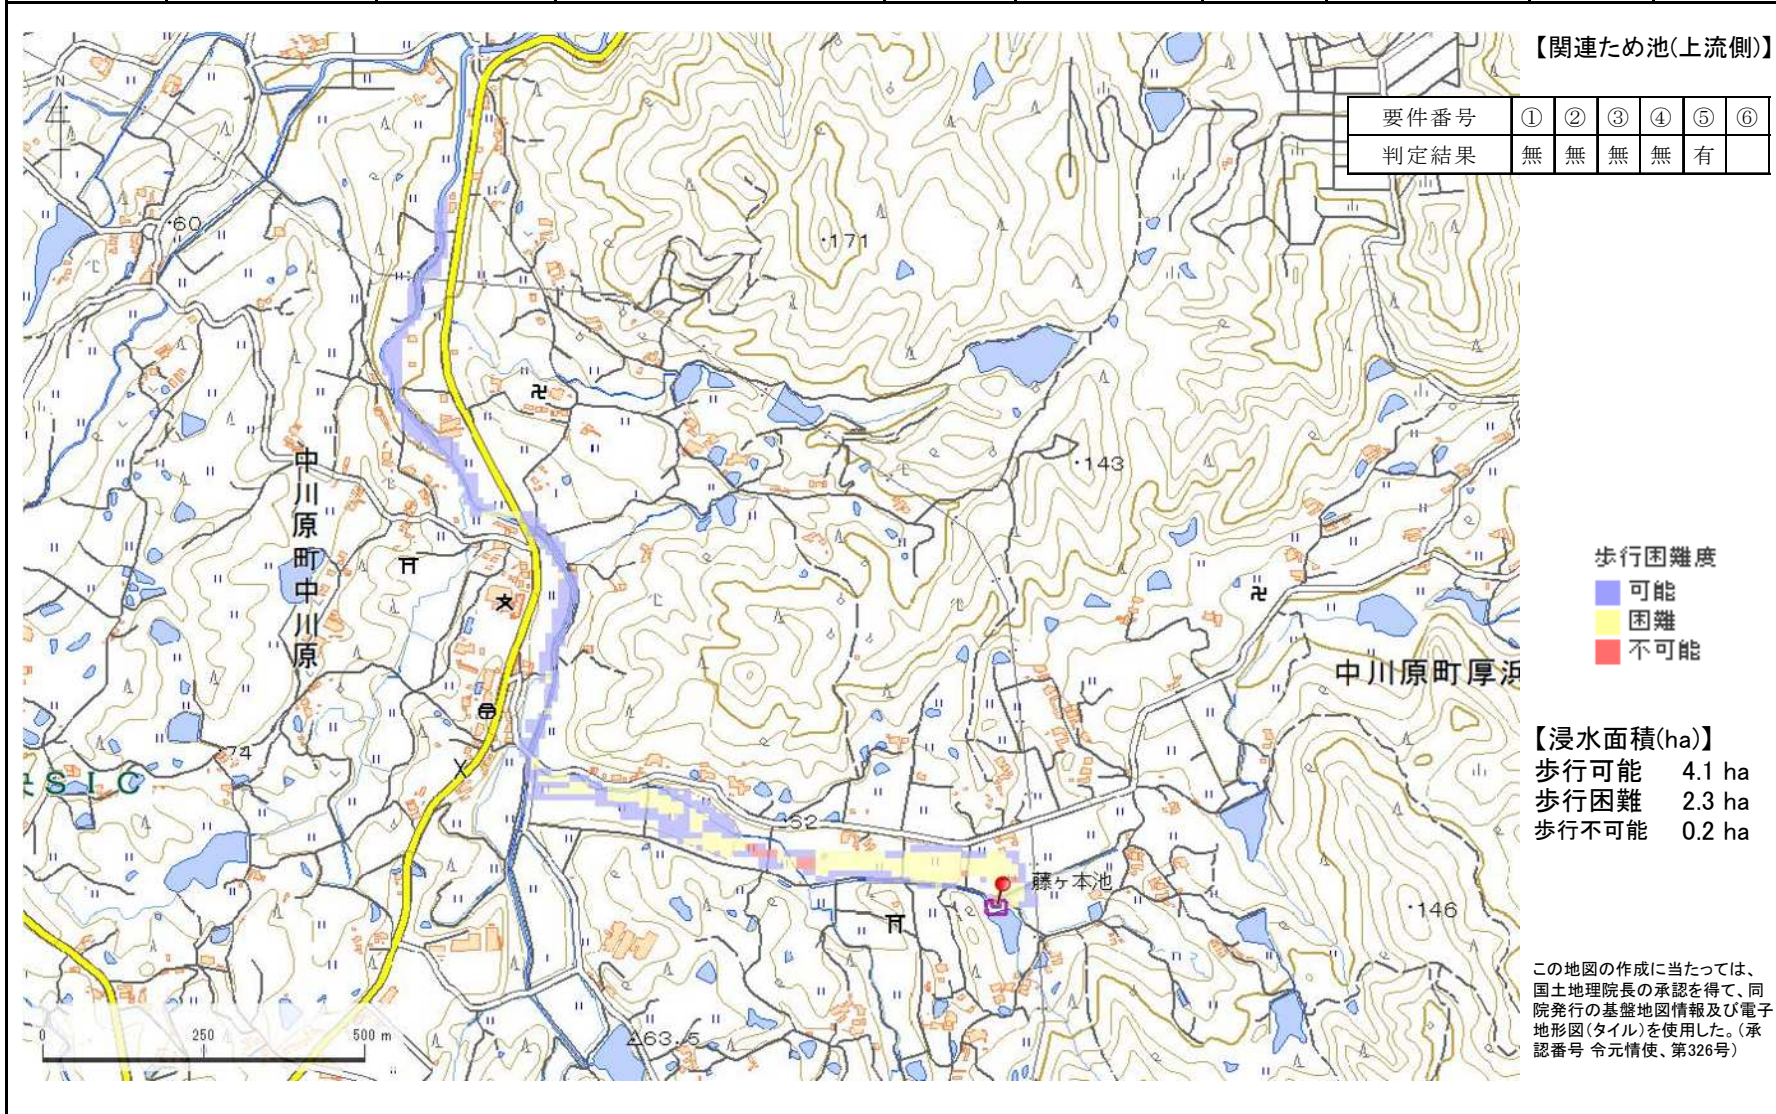 【関連ため池(上流側)】
要件番号 ① ② ③ ④ ⑤ ⑥
判定結果 無 無 無 無 有
N
・60
・171
・143
中川原町中川原
中川原町厚浜
・74
SIC
・52
藤ヶ本池
・146
△63.5
0 250 500 m
歩行困難度
可能
困難
不可能
【浸水面積(ha)】
歩行可能 4.1 ha
歩行困難 2.3 ha
歩行不可能 0.2 ha
この地図の作成に当たっては、
国土地理院長の承認を得て、同
院発行の基盤地図情報及び電子
地形図(タイル)を使用した。(承
認番号 令元情使、第326号)